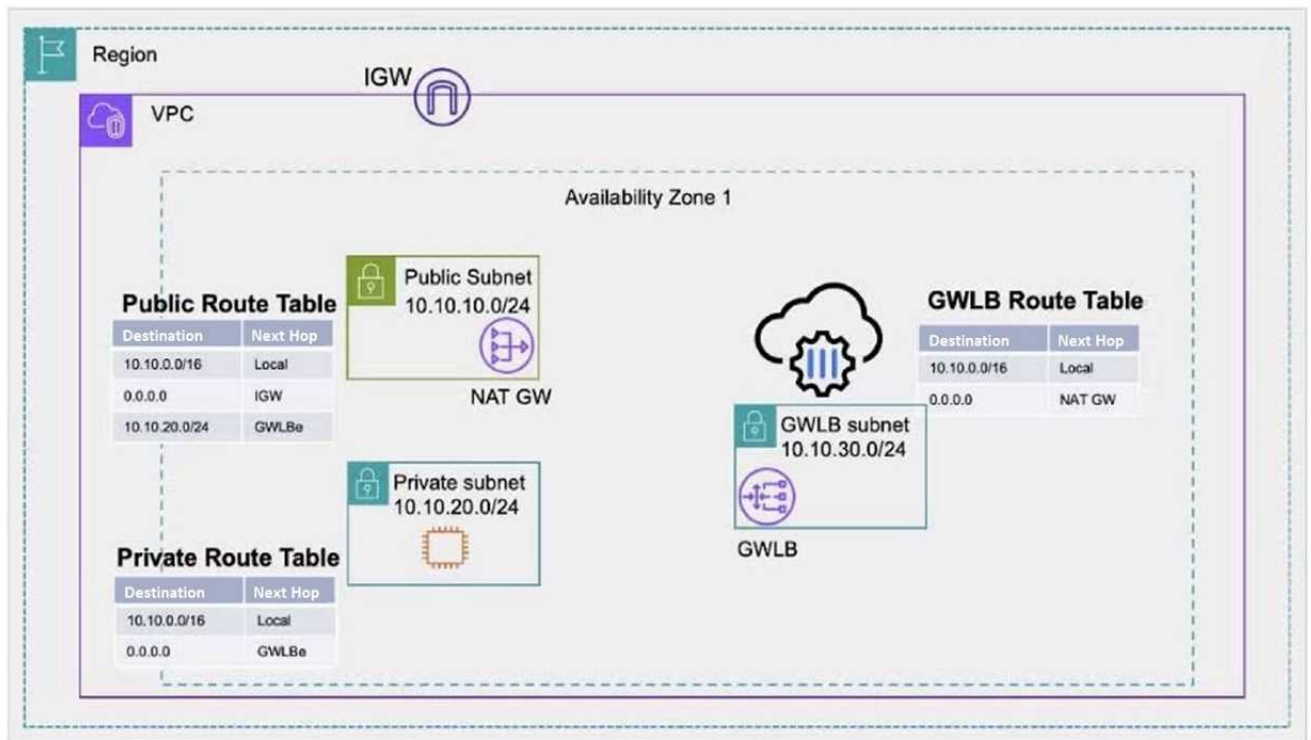 Region
IGW
VPC
Availability Zone 1
Public Subnet
10.10.10.0/24
NAT GW
Public Route Table
Destination Next Hop
10.10.0.0/16 Local
0.0.0.0 IGW
10.10.20.0/24 GWLBe
Private subnet
10.10.20.0/24
Private Route Table
Destination Next Hop
10.10.0.0/16 Local
0.0.0.0 GWLBe
GWLB Route Table
Destination Next Hop
10.10.0.0/16 Local
0.0.0.0 NAT GW
GWLB subnet
10.10.30.0/24
GWLB